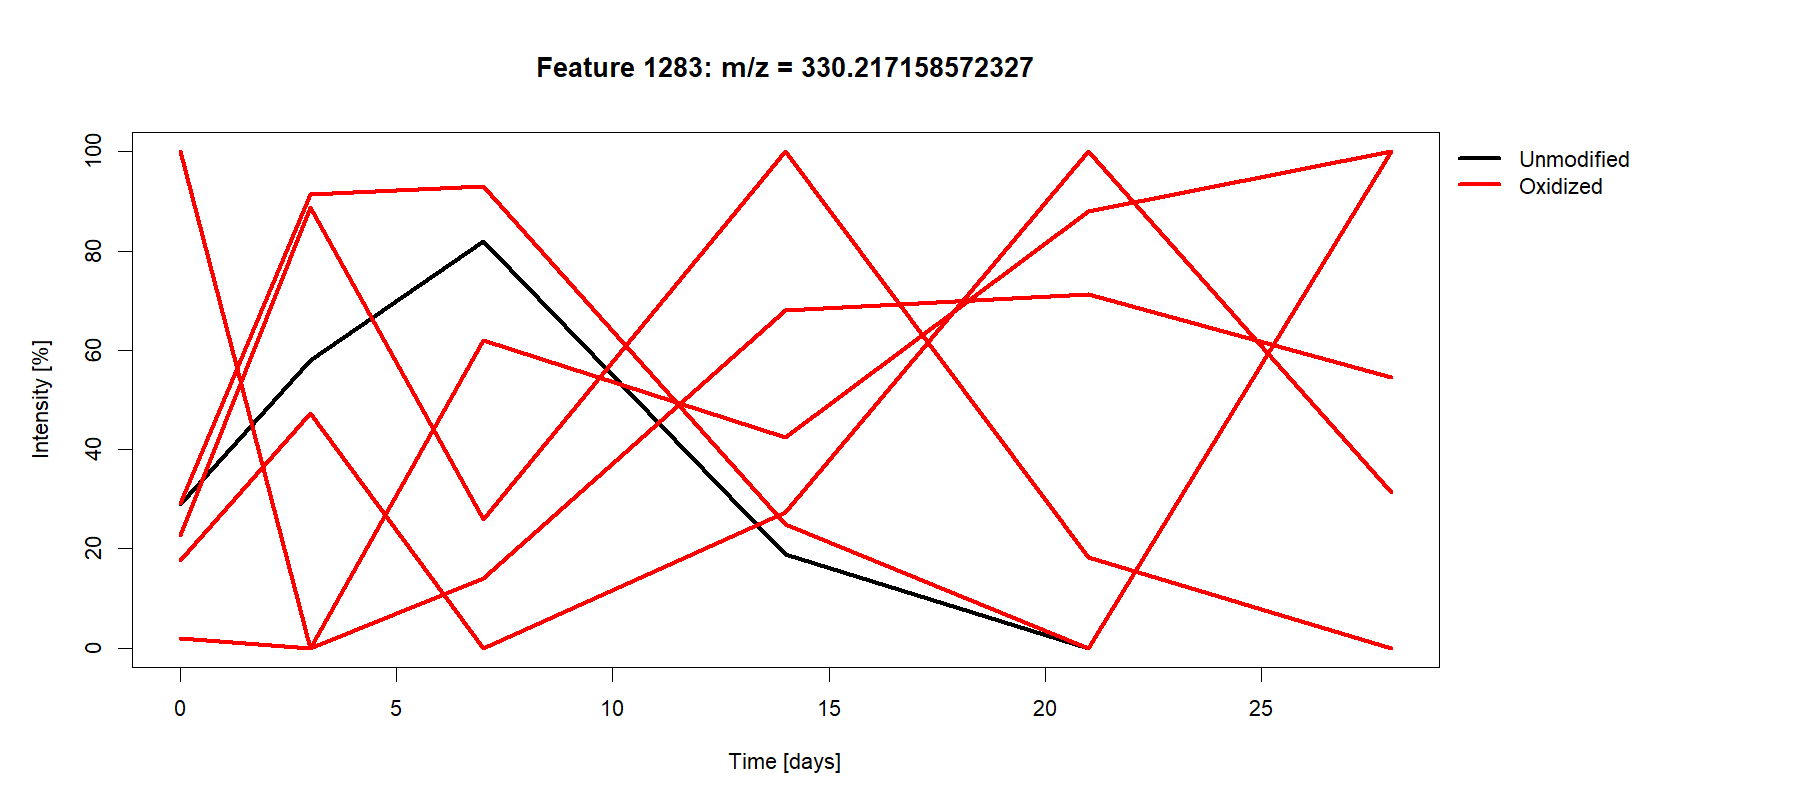 Feature 1283: m/z = 330.217158572327
Unmodified
Oxidized
100
80
60
40
20
0
Intensity [%]
0 5 10 15 20 25
Time [days]